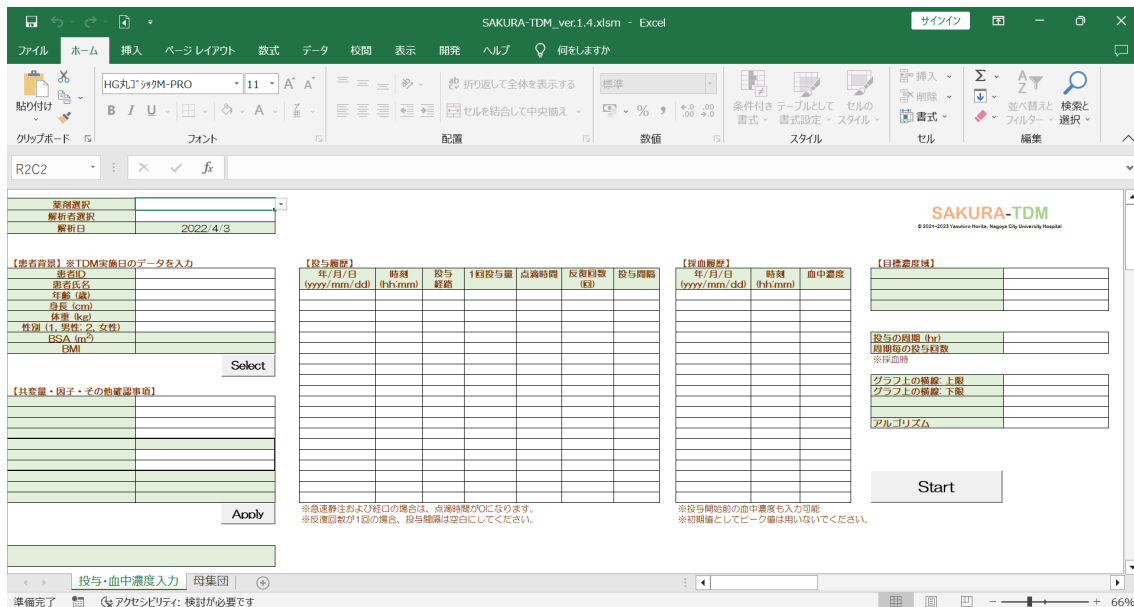 SAKURA-TDM_ver.1.4.xlsm - Excel
サインイン
ファイル ホーム 挿入 ページ レイアウト 数式 データ 校閲 表示 開発 ヘルプ 何をしますか
HG丸ｺﾞｼｯｸM-PRO 11
折り返して全体を表示する
標準
挿入
貼り付け
B I U
セルを結合して中央揃え
条件付き書式
テーブルとして書式設定
セルのスタイル
削除
書式
並べ替えとフィルター
検索と選択
クリップボード フォント 配置 数値 スタイル セル 編集
R2C2
fx
薬剤選択
解析者選択
解析日 2022/4/3
SAKURA-TDM
© 2021-2023 Yasuhiro Horita, Nagoya City University Hospital
【患者背景】※TDM実施日のデータを入力
患者ID
患者氏名
年齢 (歳)
身長 (cm)
体重 (kg)
性別 (1, 男性; 2, 女性)
BSA (m²)
BMI
Select
【共変量・因子・その他確認事項】
Apply
【投与履歴】
年/月/日 (yyyy/mm/dd) 時刻 (hh:mm) 投与経路 1回投与量 点滴時間 反復回数 (回) 投与間隔
※急速静注および経口の場合は、点滴時間が0になります。
※反復回数が1回の場合、投与間隔は空白にしてください。
【採血履歴】
年/月/日 (yyyy/mm/dd) 時刻 (hh:mm) 血中濃度
※投与開始前の血中濃度も入力可能
※初期値としてピーク値は用いないでください。
【目標濃度域】
投与の周期 (hr)
周期毎の投与回数
※採血時
グラフ上の横線: 上限
グラフ上の横線: 下限
アルゴリズム
Start
投与・血中濃度入力 母集団
準備完了 アクセシビリティ: 検討が必要です 66%